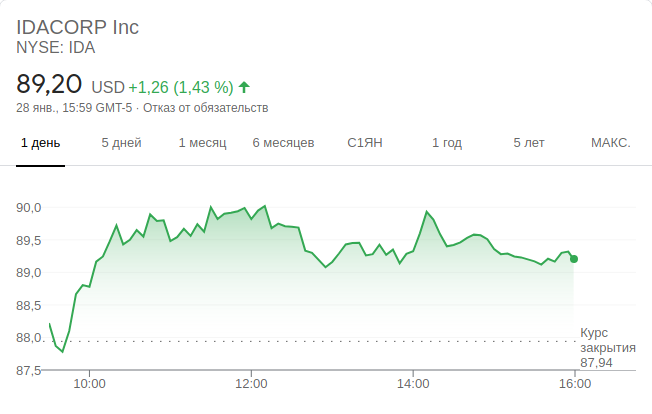 IDACORP Inc
NYSE: IDA
89,20 USD +1,26 (1,43 %)
28 янв., 15:59 GMT-5 · Отказ от обязательств
1 день 5 дней 1 месяц 6 месяцев С1ЯН 1 год 5 лет МАКС.
90,0
89,5
89,0
88,5
88,0
87,5
Курс
закрытия
87,94
10:00 12:00 14:00 16:00